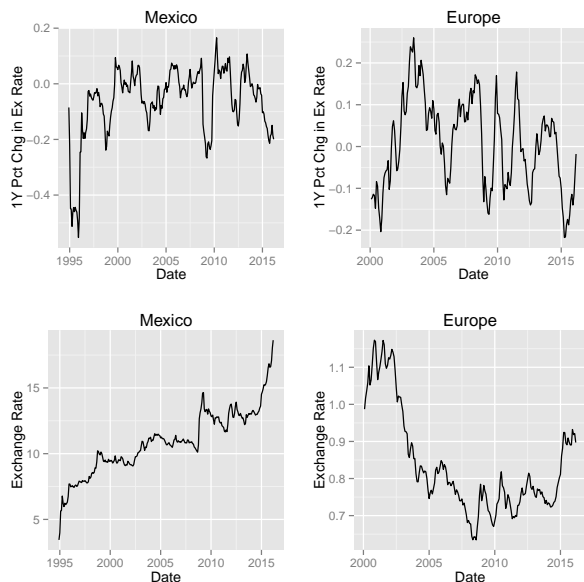 Mexico
1Y Pct Chg in Ex Rate
0.2
0.0
−0.2
−0.4
1995 2000 2005 2010 2015
Date
Europe
1Y Pct Chg in Ex Rate
0.2
0.1
0.0
−0.1
−0.2
2000 2005 2010 2015
Date
Mexico
Exchange Rate
15
10
5
1995 2000 2005 2010 2015
Date
Europe
Exchange Rate
1.1
1.0
0.9
0.8
0.7
2000 2005 2010 2015
Date